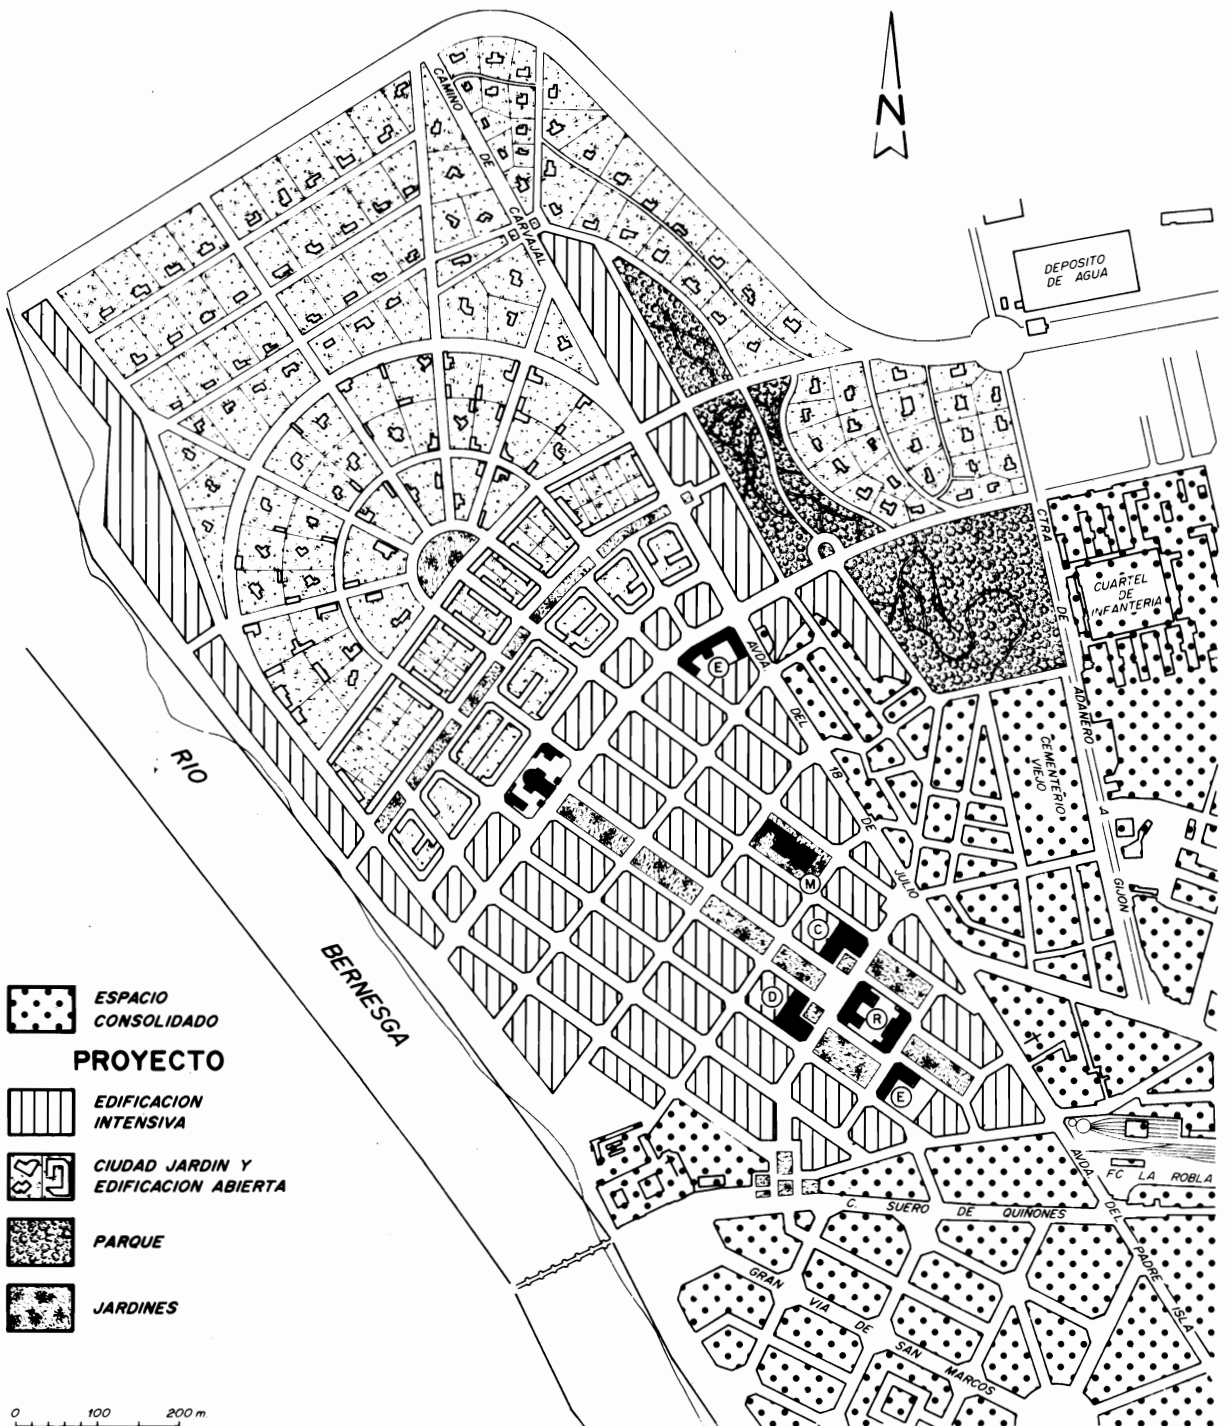 CAMINO DE CARVAJAL
N
DEPOSITO
DE AGUA
CTRA DE ADANERO A GIJON
CUARTEL
DE
INFANTERIA
CEMENTERIO
VIEJO
AVDA. DEL 18 DE JULIO
E
M
C
D
R
E
RIO BERNESGA
ESPACIO
CONSOLIDADO
PROYECTO
EDIFICACION
INTENSIVA
CIUDAD JARDIN Y
EDIFICACION ABIERTA
PARQUE
JARDINES
FC LA ROBLA
AVDA. DEL PADRE ISLA
C. SUERO DE QUIÑONES
GRAN VIA DE SAN MARCOS
0 100 200 m.